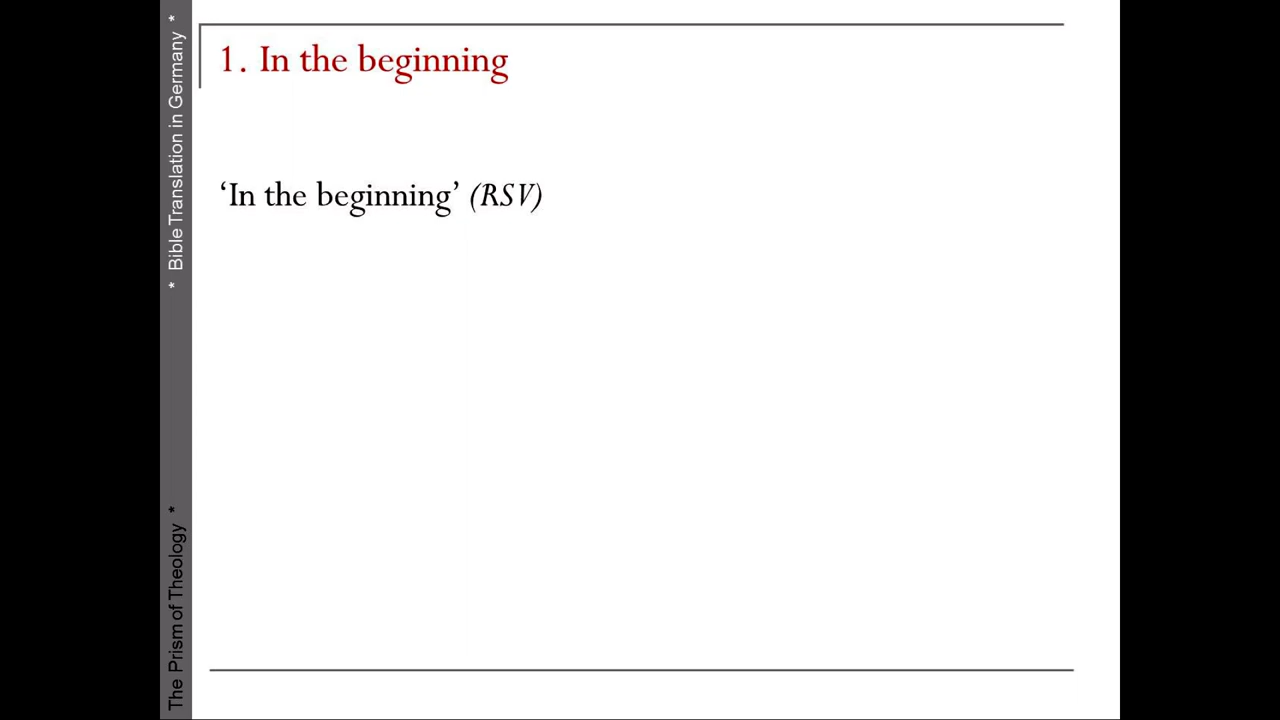 1. In the beginning
‘In the beginning’ (RSV)
The Prism of Theology * * Bible Translation in Germany *